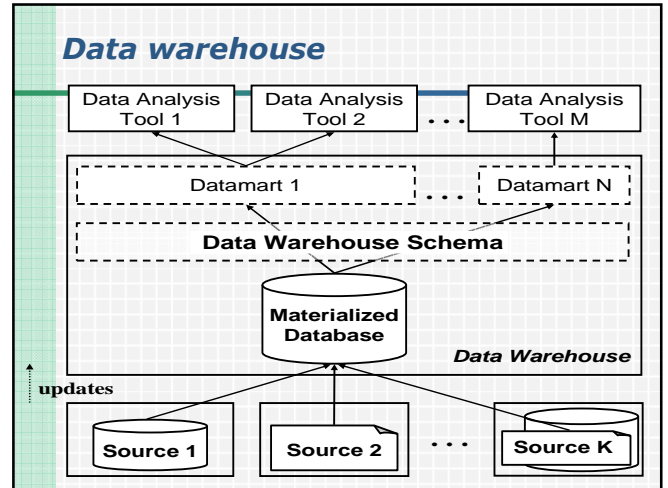 Data warehouse
Data Analysis
Tool 1
Data Analysis
Tool 2
...
Data Analysis
Tool M
Datamart 1
...
Datamart N
Data Warehouse Schema
Materialized
Database
Data Warehouse
updates
Source 1
Source 2
...
Source K